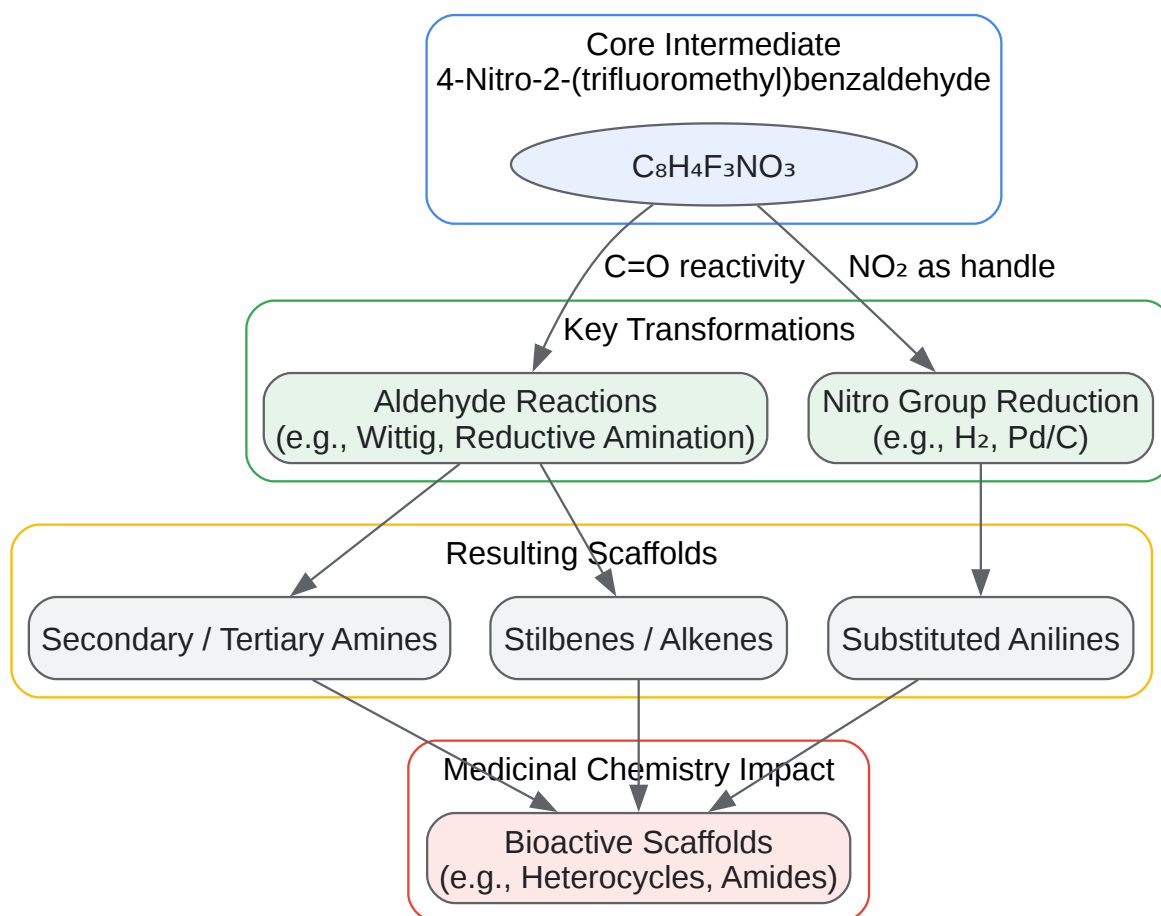 Core Intermediate
4-Nitro-2-(trifluoromethyl)benzaldehyde
C₈H₄F₃NO₃
C=O reactivity
NO₂ as handle
Key Transformations
Aldehyde Reactions
(e.g., Wittig, Reductive Amination)
Nitro Group Reduction
(e.g., H₂, Pd/C)
Resulting Scaffolds
Secondary / Tertiary Amines
Stilbenes / Alkenes
Substituted Anilines
Medicinal Chemistry Impact
Bioactive Scaffolds
(e.g., Heterocycles, Amides)